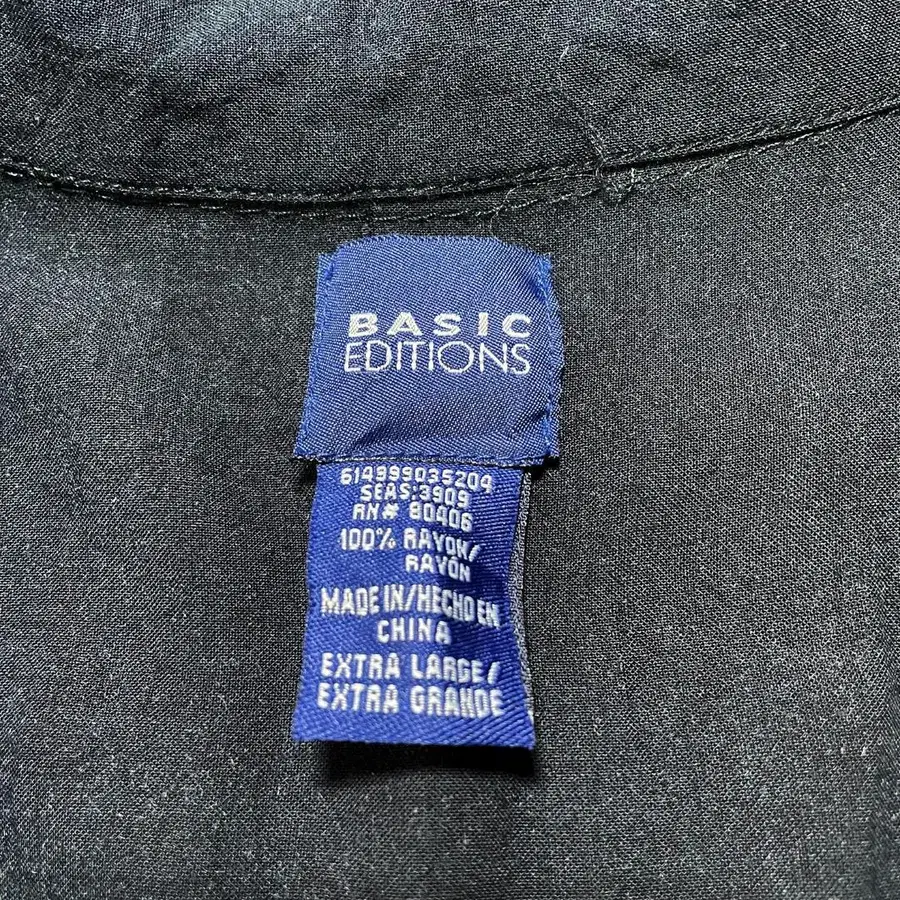 BASIC
EDITIONS
614999035204
SEAS:3909
RN# 80406
100% RAYON/
RAYÓN
MADE IN/HECHO EN
CHINA
EXTRA LARGE/
EXTRA GRANDE